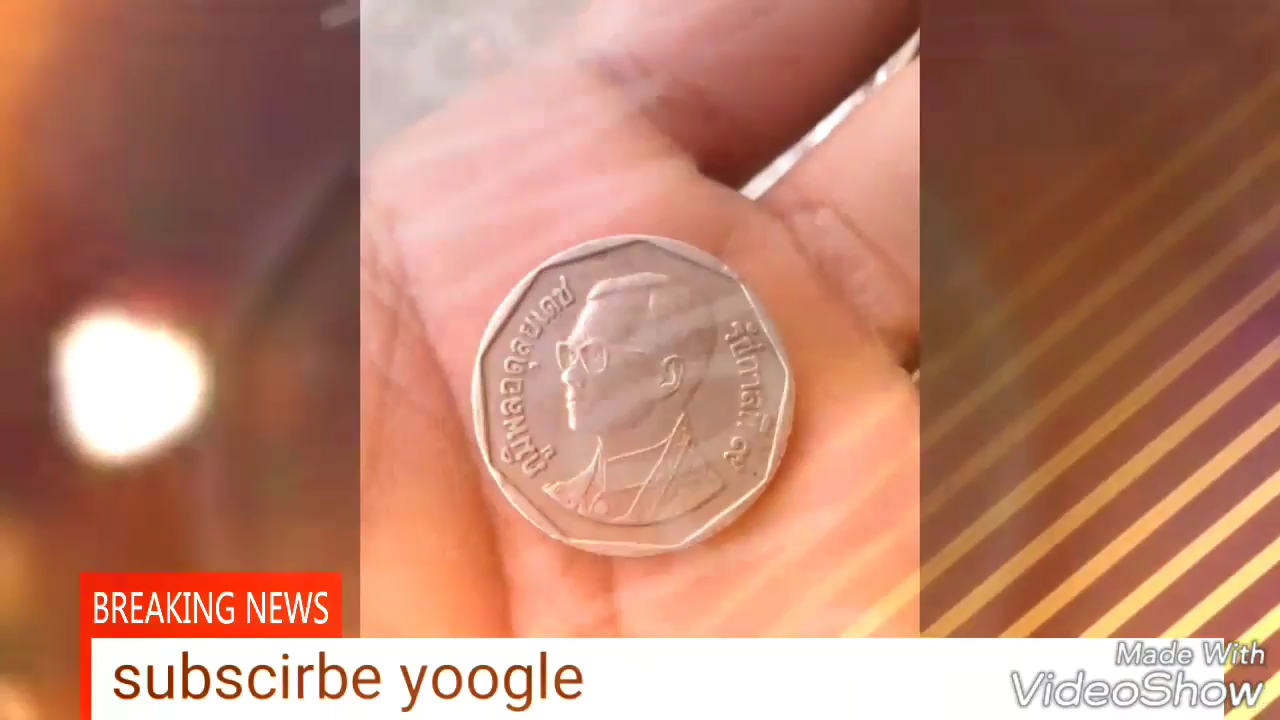 ภูมิพลอดุลยเดช
รัชกาลที่ ๙
BREAKING NEWS
subscirbe yoogle
Made With
VideoShow